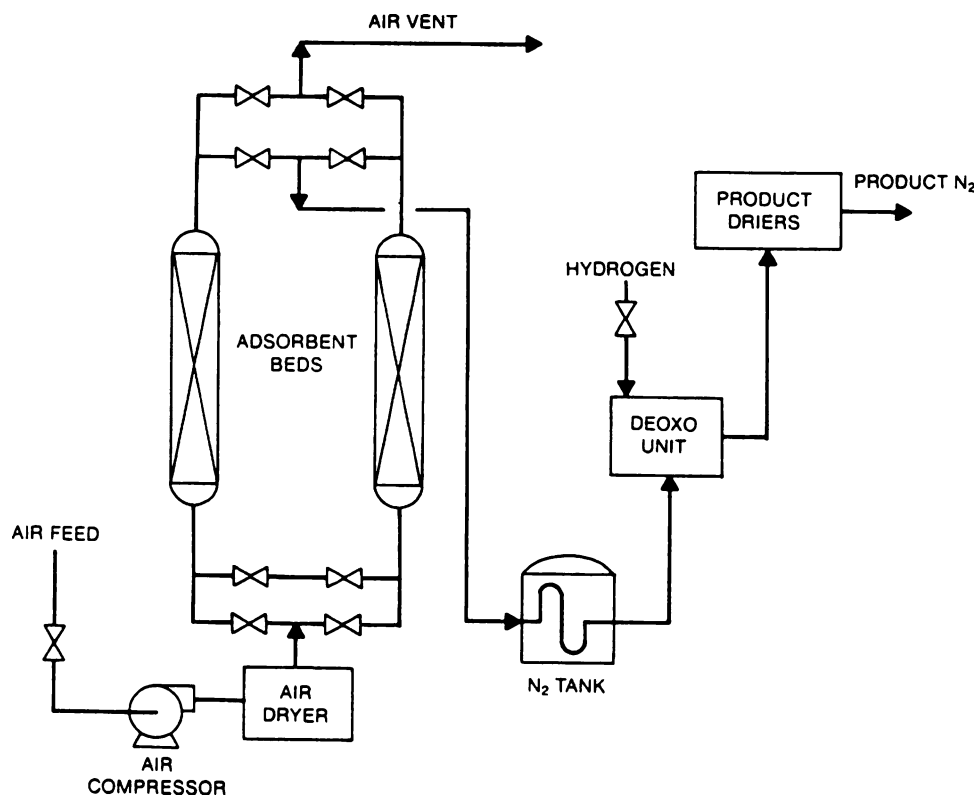 AIR VENT
PRODUCT N₂
PRODUCT
DRIERS
HYDROGEN
ADSORBENT
BEDS
DEOXO
UNIT
AIR FEED
N₂ TANK
AIR
DRYER
AIR
COMPRESSOR